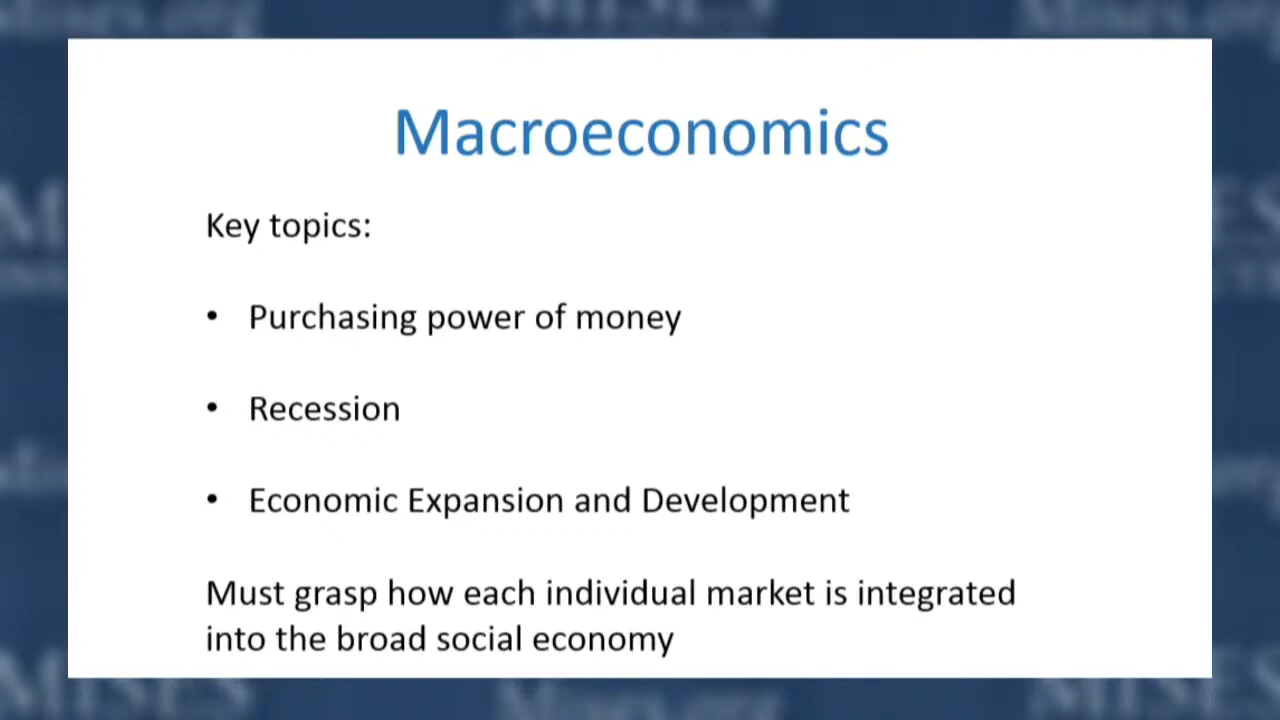 Macroeconomics
Key topics:
• Purchasing power of money
• Recession
• Economic Expansion and Development
Must grasp how each individual market is integrated
into the broad social economy